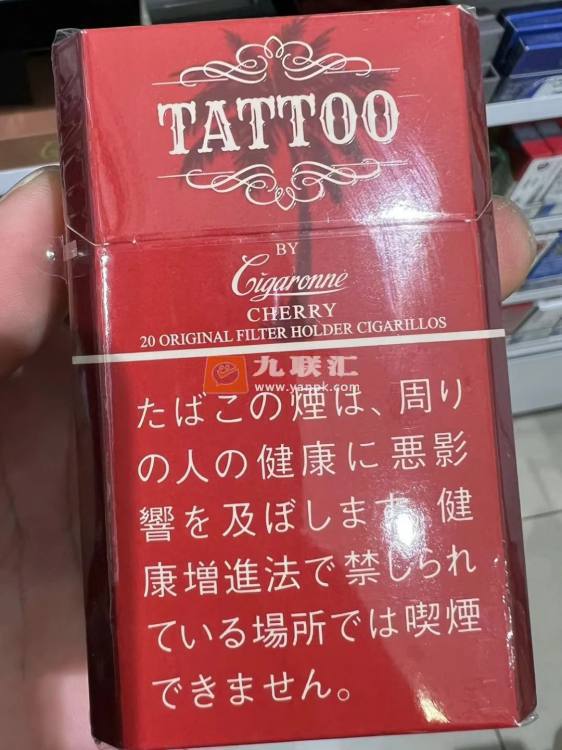 TATTOO
BY
Cigaronne
CHERRY
20 ORIGINAL FILTER HOLDER CIGARILLOS
九联汇
www.yanpk.com
たばこの煙は、周り
の人の健康に悪影
響を及ぼします。健
康増進法で禁じられ
ている場所では喫煙
できません。